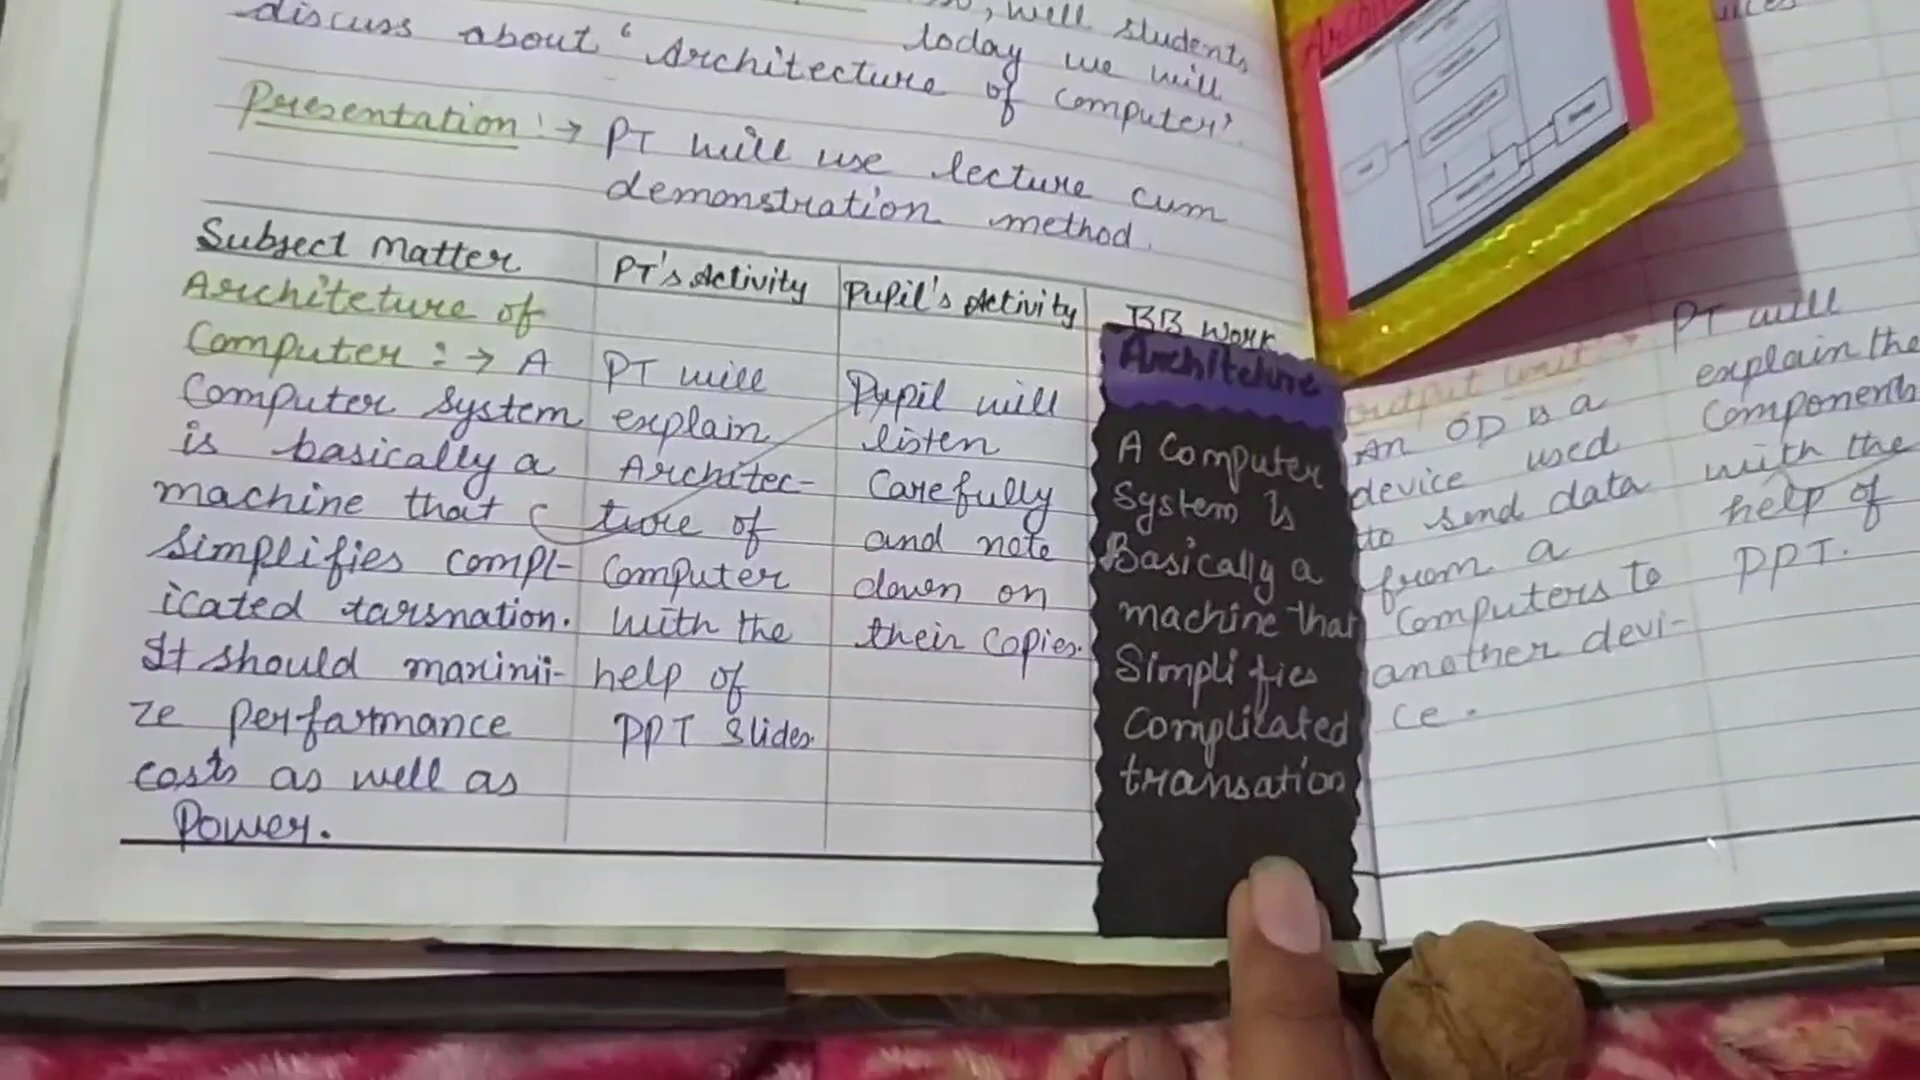 well students
today we will
discuss about ' Architecture of Computer'.
Presentation :→ PT will use lecture cum
demonstration method.
Subject Matter
Architeture of
Computer :→ A
Computer System
is basically a
machine that
simplifies compl-
icated tarsnation.
It should maximi-
ze perfarmance
costs as well as
Power.
PT's Activity
PT will
explain
Architec-
ture of
Computer
with the
help of
PPT Slides.
Pupil's Activity
Pupil will
listen
Carefully
and note
down on
their copies.
BB Work
Architeture
A Computer
System is
Basically a
machine that
Simplifies
Complicated
transation
output unit :→
An OD is a
device used
to send data
from a
Computers to
another devi-
ce.
PT will
explain the
Components
with the
help of
PPT.